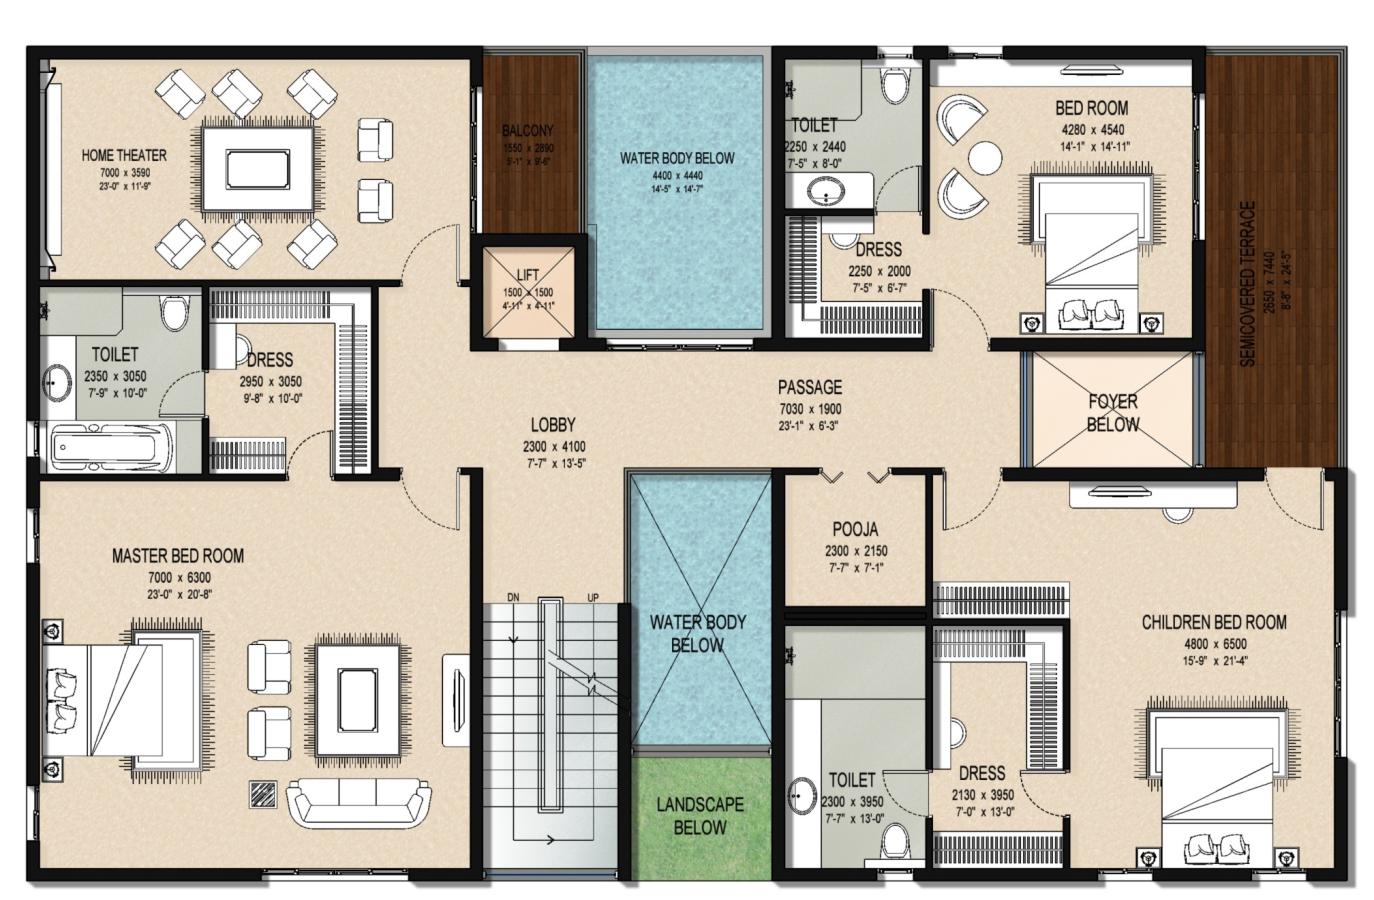 HOME THEATER
7000 x 3590
23'-0" x 11'-9"
BALCONY
1550 x 2890
5'-1" x 9'-6"
WATER BODY BELOW
4400 x 4440
14'-5" x 14'-7"
TOILET
2250 x 2440
7'-5" x 8'-0"
BED ROOM
4280 x 4540
14'-1" x 14'-11"
SEMICOVERED TERRACE
2650 x 7440
8'-8" x 24'-5"
LIFT
1500 x 1500
4'-11" x 4'-11"
DRESS
2250 x 2000
7'-5" x 6'-7"
TOILET
2350 x 3050
7'-9" x 10'-0"
DRESS
2950 x 3050
9'-8" x 10'-0"
LOBBY
2300 x 4100
7'-7" x 13'-5"
PASSAGE
7030 x 1900
23'-1" x 6'-3"
FOYER
BELOW
MASTER BED ROOM
7000 x 6300
23'-0" x 20'-8"
DN
UP
WATER BODY
BELOW
POOJA
2300 x 2150
7'-7" x 7'-1"
CHILDREN BED ROOM
4800 x 6500
15'-9" x 21'-4"
LANDSCAPE
BELOW
TOILET
2300 x 3950
7'-7" x 13'-0"
DRESS
2130 x 3950
7'-0" x 13'-0"